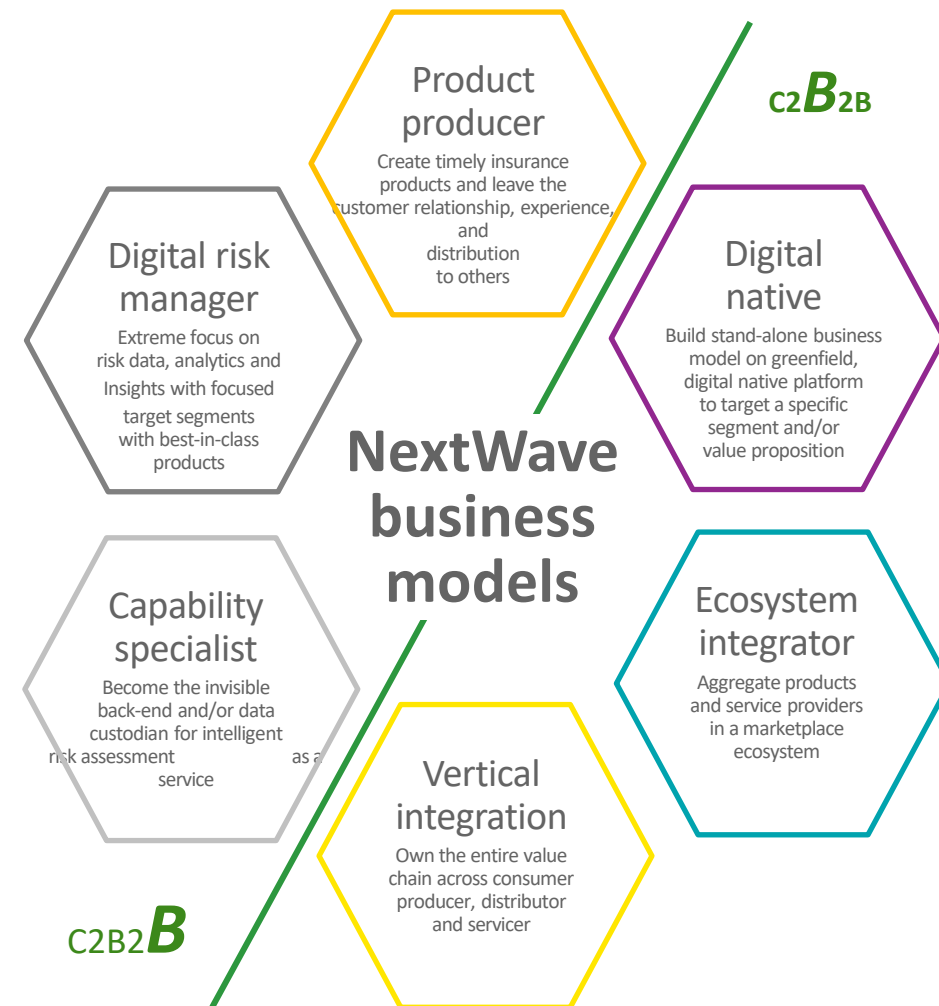 Product
producer
Create timely insurance
products and leave the
customer relationship, experience,
and
distribution
to others
C2B2B
Digital risk
manager
Extreme focus on
risk data, analytics and
Insights with focused
target segments
with best-in-class
products
Digital
native
Build stand-alone business
model on greenfield,
digital native platform
to target a specific
segment and/or
value proposition
NextWave
business
models
Capability
specialist
Become the invisible
back-end and/or data
custodian for intelligent
risk assessment as a
service
Ecosystem
integrator
Aggregate products
and service providers
in a marketplace
ecosystem
Vertical
integration
Own the entire value
chain across consumer
producer, distributor
and servicer
C2B2B